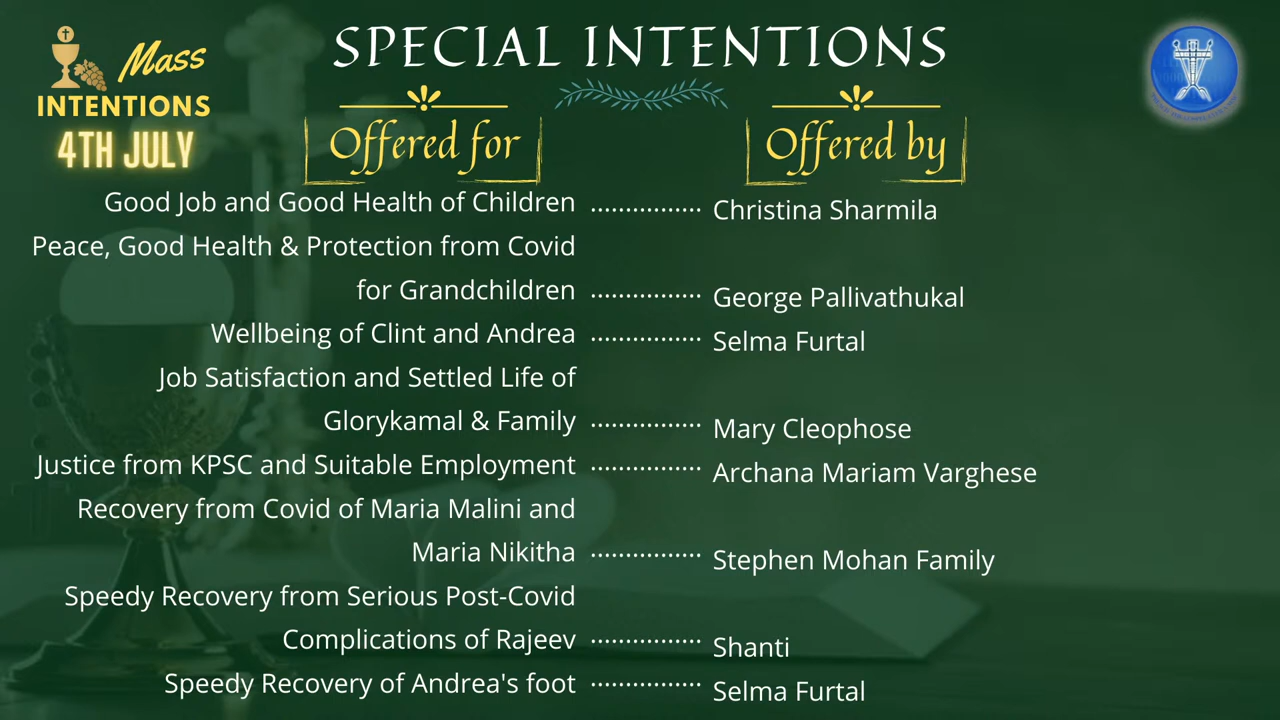 Mass
INTENTIONS
4TH JULY
SPECIAL INTENTIONS
Offered for
Offered by
Good Job and Good Health of Children ................ Christina Sharmila
Peace, Good Health & Protection from Covid
for Grandchildren ................ George Pallivathukal
Wellbeing of Clint and Andrea ................ Selma Furtal
Job Satisfaction and Settled Life of
Glorykamal & Family ................ Mary Cleophose
Justice from KPSC and Suitable Employment ................ Archana Mariam Varghese
Recovery from Covid of Maria Malini and
Maria Nikitha ................ Stephen Mohan Family
Speedy Recovery from Serious Post-Covid
Complications of Rajeev ................ Shanti
Speedy Recovery of Andrea's foot ................ Selma Furtal